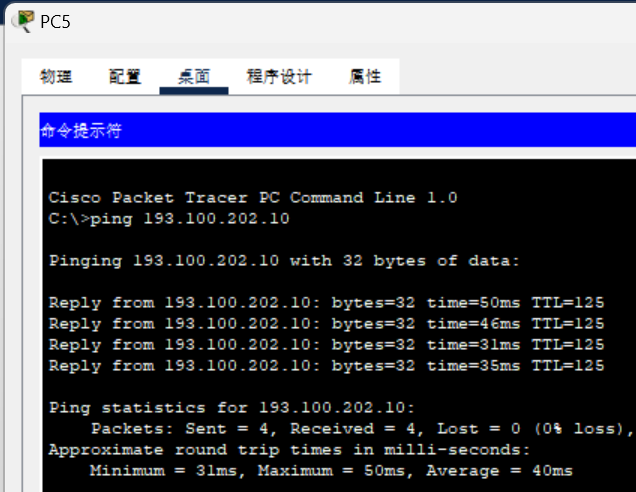 PC5
物理 配置 桌面 程序设计 属性
命令提示符
Cisco Packet Tracer PC Command Line 1.0
C:\>ping 193.100.202.10
Pinging 193.100.202.10 with 32 bytes of data:
Reply from 193.100.202.10: bytes=32 time=50ms TTL=125
Reply from 193.100.202.10: bytes=32 time=46ms TTL=125
Reply from 193.100.202.10: bytes=32 time=31ms TTL=125
Reply from 193.100.202.10: bytes=32 time=35ms TTL=125
Ping statistics for 193.100.202.10:
Packets: Sent = 4, Received = 4, Lost = 0 (0% loss),
Approximate round trip times in milli-seconds:
Minimum = 31ms, Maximum = 50ms, Average = 40ms